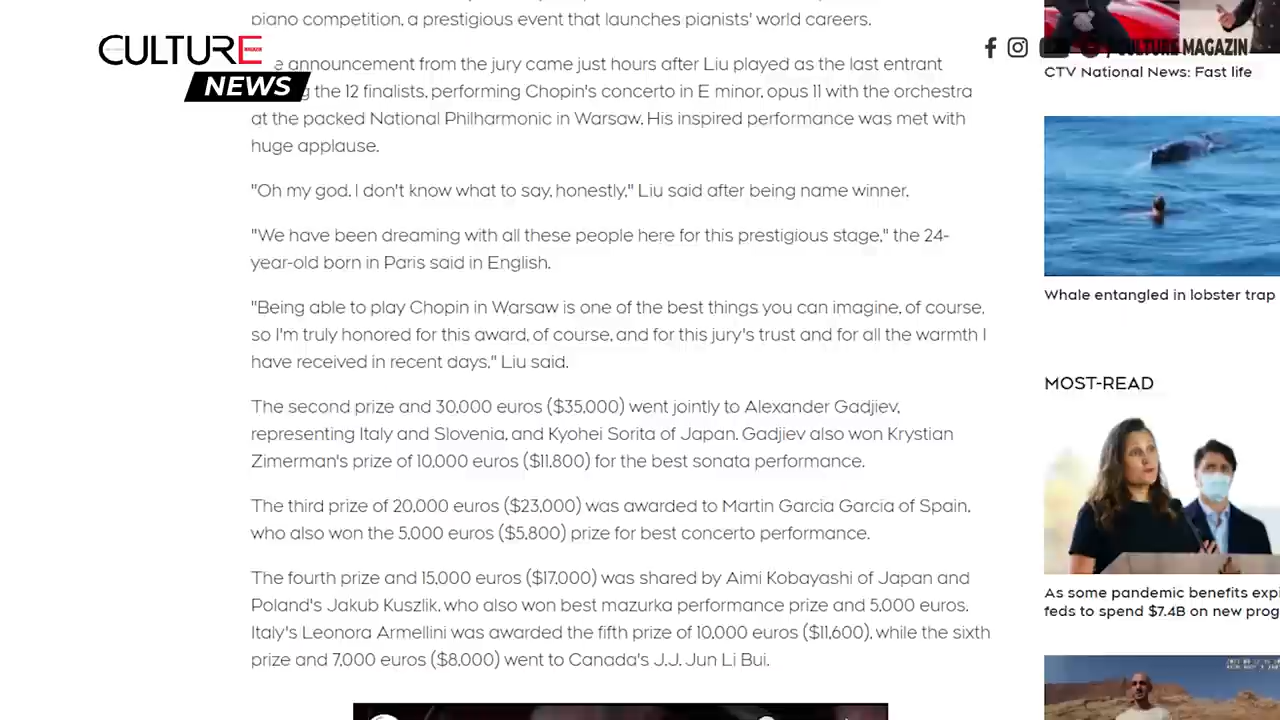 piano competition, a prestigious event that launches pianists' world careers.
CULTURE
NEWS
CULTURE MAGAZIN
e announcement from the jury came just hours after Liu played as the last entrant
the 12 finalists, performing Chopin's concerto in E minor, opus 11 with the orchestra
at the packed National Philharmonic in Warsaw. His inspired performance was met with
huge applause.
"Oh my god. I don't know what to say, honestly," Liu said after being name winner.
"We have been dreaming with all these people here for this prestigious stage," the 24-
year-old born in Paris said in English.
"Being able to play Chopin in Warsaw is one of the best things you can imagine, of course,
so I'm truly honored for this award, of course, and for this jury's trust and for all the warmth I
have received in recent days," Liu said.
The second prize and 30,000 euros ($35,000) went jointly to Alexander Gadjiev,
representing Italy and Slovenia, and Kyohei Sorita of Japan. Gadjiev also won Krystian
Zimerman's prize of 10,000 euros ($11,800) for the best sonata performance.
The third prize of 20,000 euros ($23,000) was awarded to Martin Garcia Garcia of Spain,
who also won the 5,000 euros ($5,800) prize for best concerto performance.
The fourth prize and 15,000 euros ($17,000) was shared by Aimi Kobayashi of Japan and
Poland's Jakub Kuszlik, who also won best mazurka performance prize and 5,000 euros.
Italy's Leonora Armellini was awarded the fifth prize of 10,000 euros ($11,600), while the sixth
prize and 7,000 euros ($8,000) went to Canada's J.J. Jun Li Bui.
CTV National News: Fast life
Whale entangled in lobster trap
MOST-READ
As some pandemic benefits expi
feds to spend $7.4B on new prog